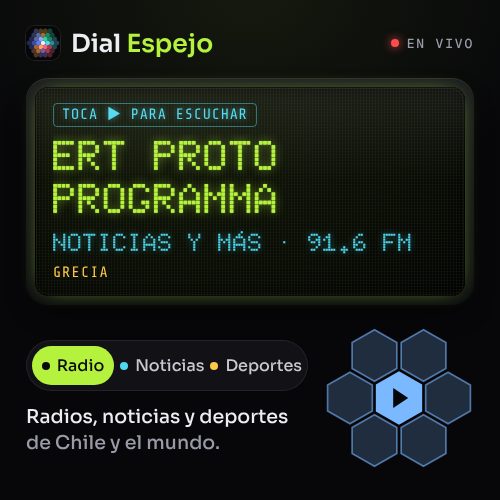 Dial Espejo
EN VIVO
TOCA ▶ PARA ESCUCHAR
ERT PROTO
PROGRAMMA
NOTICIAS Y MÁS · 91,6 FM
GRECIA
Radio
Noticias
Deportes
Radios, noticias y deportes
de Chile y el mundo.